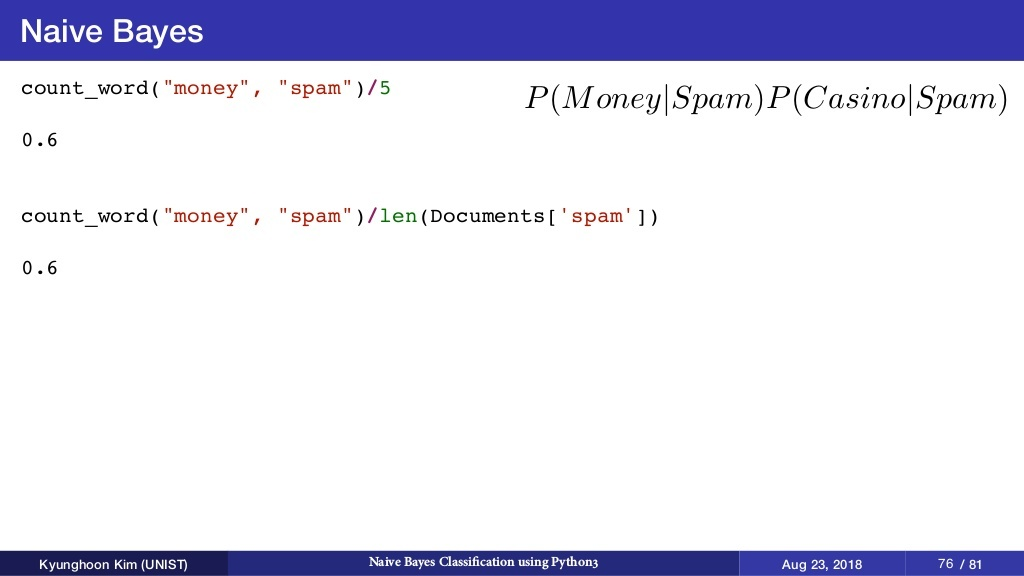 Naive Bayes
count_word("money", "spam")/5
P(Money|Spam)P(Casino|Spam)
0.6
count_word("money", "spam")/len(Documents['spam'])
0.6
Kyunghoon Kim (UNIST)
Naive Bayes Classification using Python3
Aug 23, 2018
76 / 81